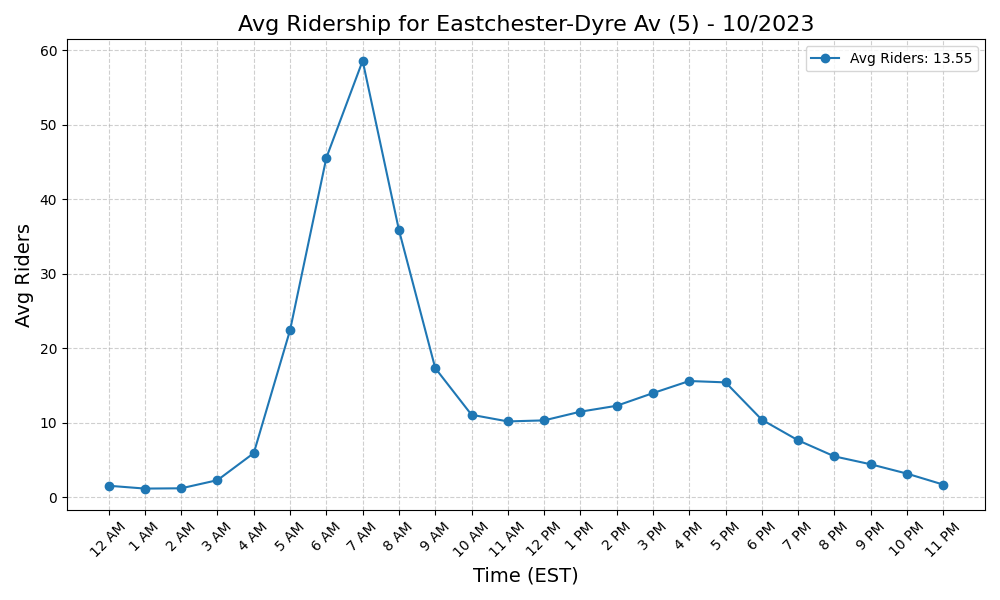 Avg Ridership for Eastchester-Dyre Av (5) - 10/2023
Avg Riders: 13.55
Avg Riders
60
50
40
30
20
10
0
12 AM
1 AM
2 AM
3 AM
4 AM
5 AM
6 AM
7 AM
8 AM
9 AM
10 AM
11 AM
12 PM
1 PM
2 PM
3 PM
4 PM
5 PM
6 PM
7 PM
8 PM
9 PM
10 PM
11 PM
Time (EST)